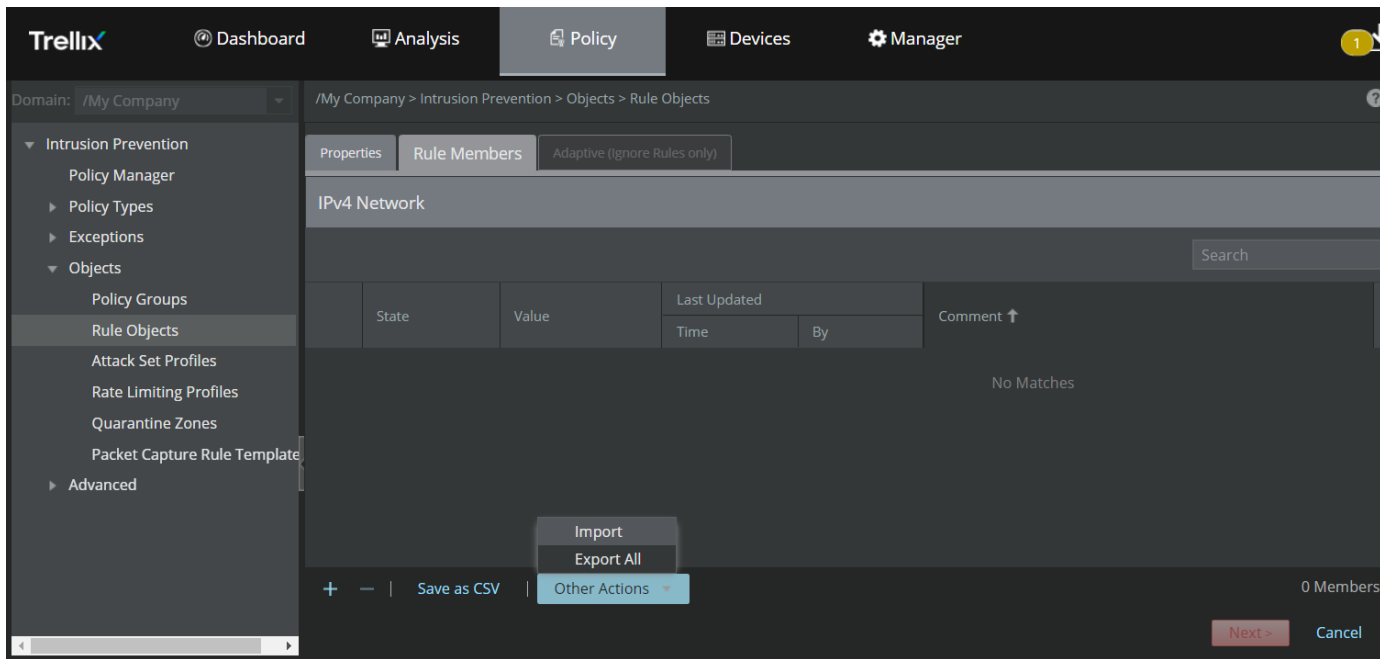 Trellix Dashboard Analysis Policy Devices Manager 1
Domain: /My Company
/My Company > Intrusion Prevention > Objects > Rule Objects ?
Intrusion Prevention
Policy Manager
Policy Types
Exceptions
Objects
Policy Groups
Rule Objects
Attack Set Profiles
Rate Limiting Profiles
Quarantine Zones
Packet Capture Rule Template
Advanced
Properties Rule Members Adaptive (Ignore Rules only)
IPv4 Network
Search
State Value Last Updated Comment
Time By
No Matches
Import
Export All
+ − | Save as CSV | Other Actions 0 Members
Next > Cancel